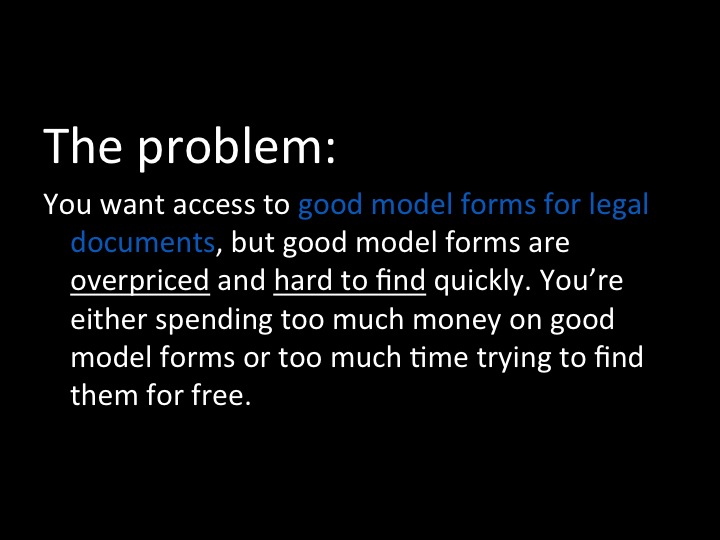 The problem:
You want access to good model forms for legal
documents, but good model forms are
overpriced and hard to find quickly. You’re
either spending too much money on good
model forms or too much time trying to find
them for free.